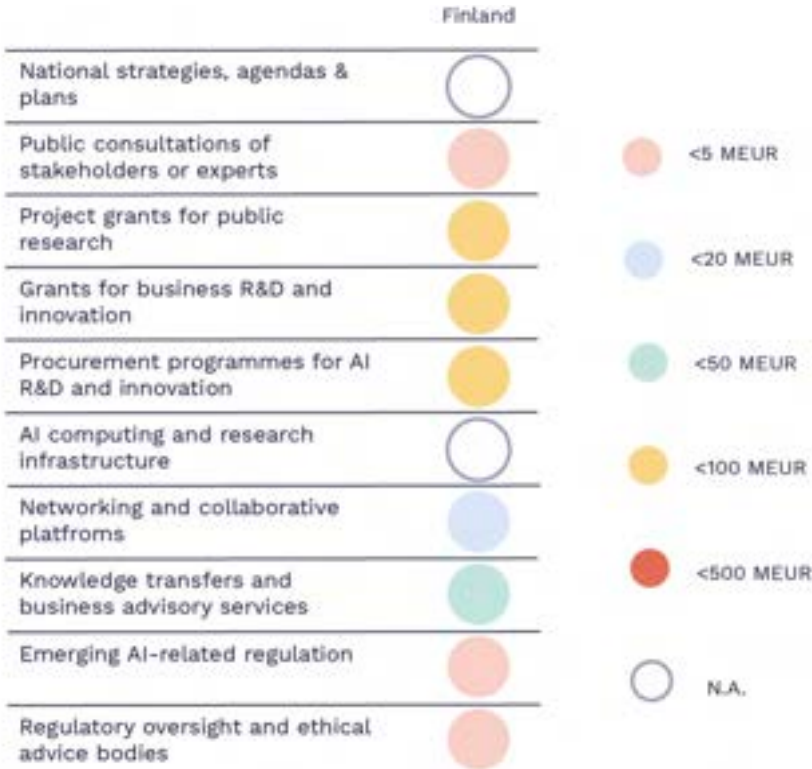 Finland
National strategies, agendas &
plans
Public consultations of
stakeholders or experts
Project grants for public
research
Grants for business R&D and
innovation
Procurement programmes for AI
R&D and innovation
AI computing and research
infrastructure
Networking and collaborative
platfroms
Knowledge transfers and
business advisory services
Emerging AI-related regulation
Regulatory oversight and ethical
advice bodies
<5 MEUR
<20 MEUR
<50 MEUR
<100 MEUR
<500 MEUR
N.A.